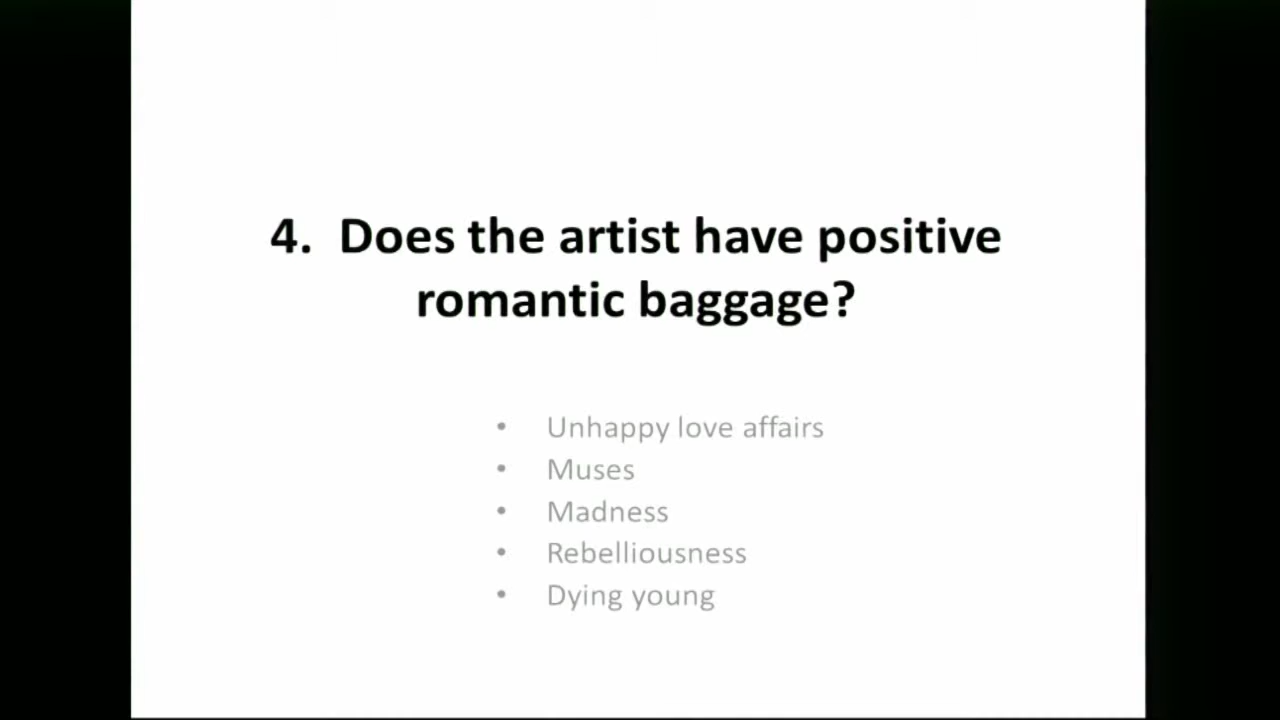 4. Does the artist have positive
romantic baggage?
• Unhappy love affairs
• Muses
• Madness
• Rebelliousness
• Dying young